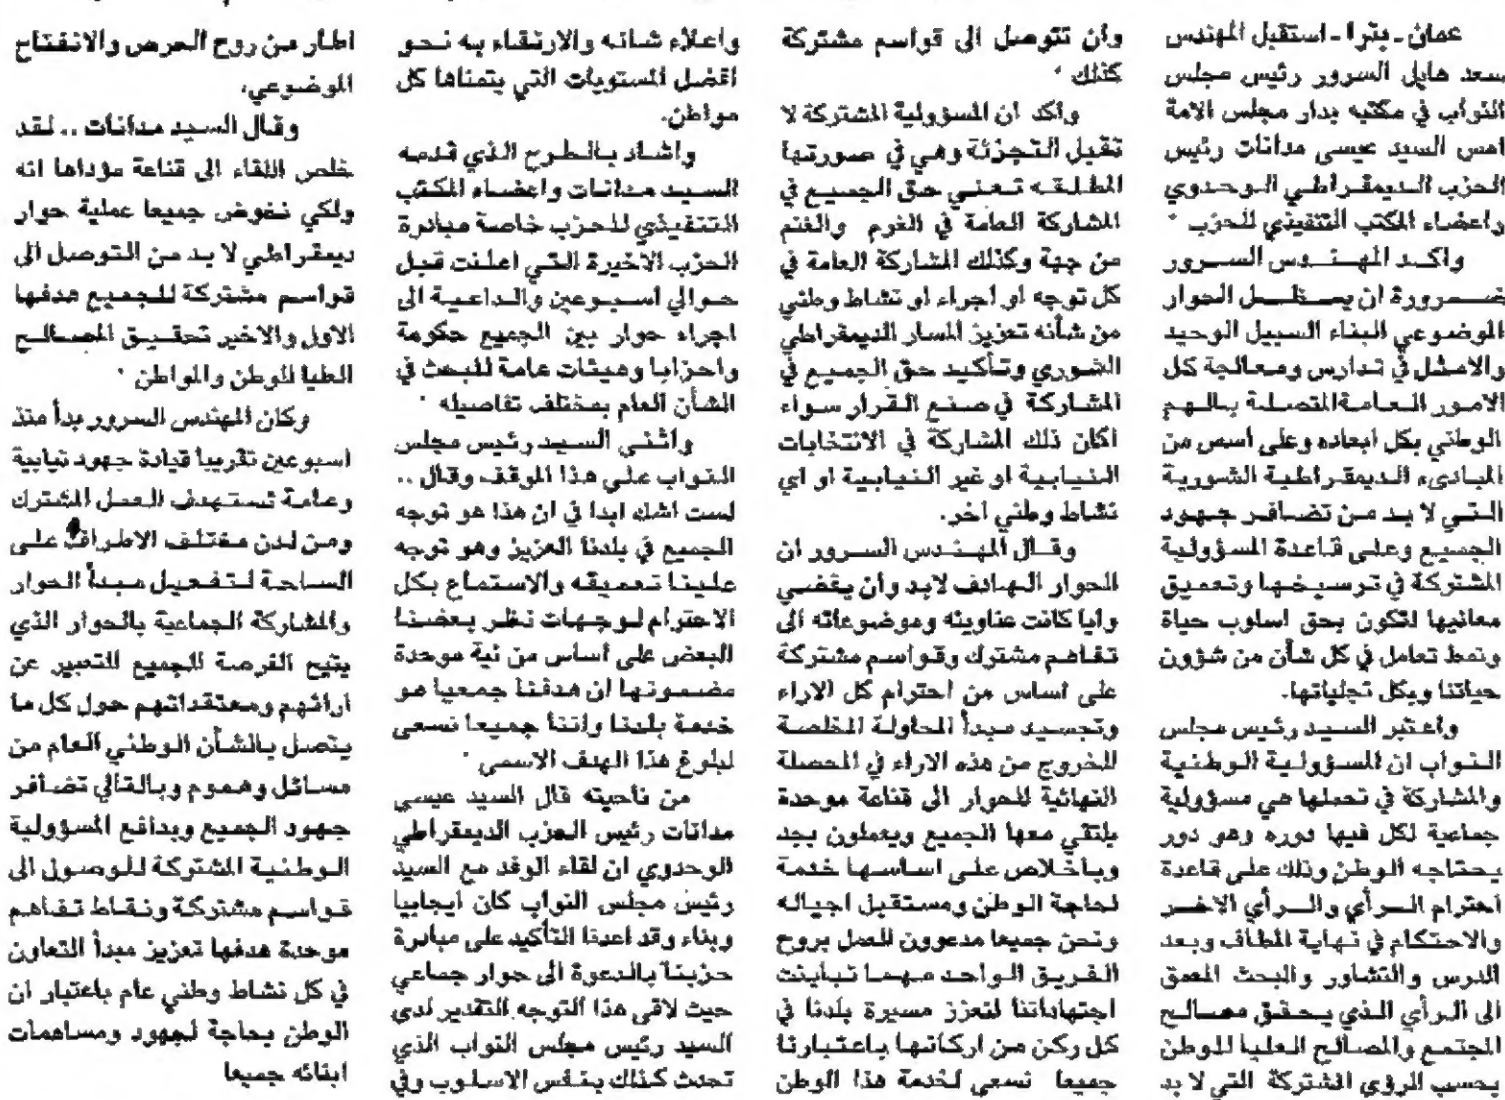 عمان ـ بترا ـ استقبل المهندس
سعد هايل السرور رئيس مجلس
النواب في مكتبه بدار مجلس الامة
امس السيد عيسى مدانات رئيس
الحزب الديمقراطي الوحدوي
واعضاء المكتب التنفيذي للحزب .
واكد المهندس السرور
ضرورة ان يظل الحوار
الموضوعي البناء السبيل الوحيد
والامثل في تدارس ومعالجة كل
الامور العامة المتصلة بالهم
الوطني بكل ابعاده وعلى اسس من
المبادىء الديمقراطية الشورية
التي لا بد من تضافر جهود
الجميع وعلى قاعدة المسؤولية
المشتركة في ترسيخها وتعميق
معانيها لتكون بحق اسلوب حياة
ونمط تعامل في كل شأن من شؤون
حياتنا وبكل تجلياتها.
واعتبر السيد رئيس مجلس
النواب ان المسؤولية الوطنية
والمشاركة في تحملها هي مسؤولية
جماعية لكل فيها دوره وهو دور
يحتاجه الوطن وذلك على قاعدة
احترام الرأي والرأي الاخر
والاحتكام في نهاية المطاف وبعد
الدرس والتشاور والبحث المعمق
الى الرأي الذي يحقق مصالح
المجتمع والمصالح العليا للوطن
بحسب الرؤى المشتركة التي لا بد
وان تتوصل الى قواسم مشتركة
كذلك .
واكد ان المسؤولية المشتركة لا
تقبل التجزئة وهي في صورتها
المطلقه تعني حق الجميع في
المشاركة العامة في الغرم والغنم
من جهة وكذلك المشاركة العامة في
كل توجه او اجراء او نشاط وطني
من شأنه تعزيز المسار الديمقراطي
الشوري وتأكيد حق الجميع في
المشاركة في صنع القرار سواء
اكان ذلك المشاركة في الانتخابات
النيابية او غير النيابية او اي
نشاط وطني اخر.
وقال المهندس السرور ان
الحوار الهادف لابد وان يفضي
وايا كانت عناوينه وموضوعاته الى
تفاهم مشترك وقواسم مشتركة
على اساس من احترام كل الاراء
وتجسيد مبدأ المحاولة المخلصة
للخروج من هذه الاراء في المحصلة
النهائية للحوار الى قناعة موحدة
يلتقي معها الجميع ويعملون بجد
وباخلاص على اساسها خدمة
لحاجة الوطن ومستقبل اجياله
ونحن جميعا مدعوون للعمل بروح
الفريق الواحد مهما تباينت
اجتهاداتنا لتعزز مسيرة بلدنا في
كل ركن من اركانها باعتبارنا
جميعا نسعى لخدمة هذا الوطن
واعلاء شانه والارتقاء به نحو
افضل المستويات التي يتمناها كل
مواطن.
واشاد بالطرح الذي قدمه
السيد مدانات واعضاء المكتب
التنفيذي للحزب خاصة مبادرة
الحزب الاخيرة التي اعلنت قبل
حوالي اسبوعين والداعية الى
اجراء حوار بين الجميع حكومة
واحزابا وهيئات عامة للبحث في
الشأن العام بمختلف تفاصيله .
واثنى السيد رئيس مجلس
النواب على هذا الموقف وقال ..
لست اشك ابدا في ان هذا هو توجه
الجميع في بلدنا العزيز وهو توجه
علينا تعميقه والاستماع بكل
الاحترام لوجهات نظر بعضنا
البعض على اساس من نية موحدة
مضمونها ان هدفنا جمعيا هو
خدمة بلدنا واننا جميعا نسعى
لبلوغ هذا الهدف الاسمى .
من ناحيته قال السيد عيسى
مدانات رئيس الحزب الديمقراطي
الوحدوي ان لقاء الوفد مع السيد
رئيس مجلس النواب كان ايجابيا
وبناء وقد اعدنا التأكيد على مبادرة
حزبنا بالدعوة الى حوار جماعي
حيث لاقى هذا التوجه التقدير لدى
السيد رئيس مجلس النواب الذي
تحدث كذلك بنفس الاسلوب وفي
اطار من روح الحرص والانفتاح
الموضوعي.
وقال السيد مدانات .. لقد
خلص اللقاء الى قناعة مؤداها انه
ولكي نخوض جميعا عملية حوار
ديمقراطي لا بد من التوصل الى
قواسم مشتركة للجميع هدفها
الاول والاخير تحقيق المصالح
العليا للوطن والمواطن .
وكان المهندس السرور بدأ منذ
اسبوعين تقريبا قيادة جهود نيابية
وعامة تستهدف العمل المشترك
ومن لدن مختلف الاطراف على
الساحة لتفعيل مبدأ الحوار
والمشاركة الجماعية بالحوار الذي
يتيح الفرصة للجميع للتعبير عن
ارائهم ومعتقداتهم حول كل ما
يتصل بالشأن الوطني العام من
مسائل وهموم وبالتالي تضافر
جهود الجميع وبدافع المسؤولية
الوطنية المشتركة للوصول الى
قواسم مشتركة ونقاط تفاهم
موحدة هدفها تعزيز مبدأ التعاون
في كل نشاط وطني عام باعتبار ان
الوطن بحاجة لجهود ومساهمات
ابنائه جميعا